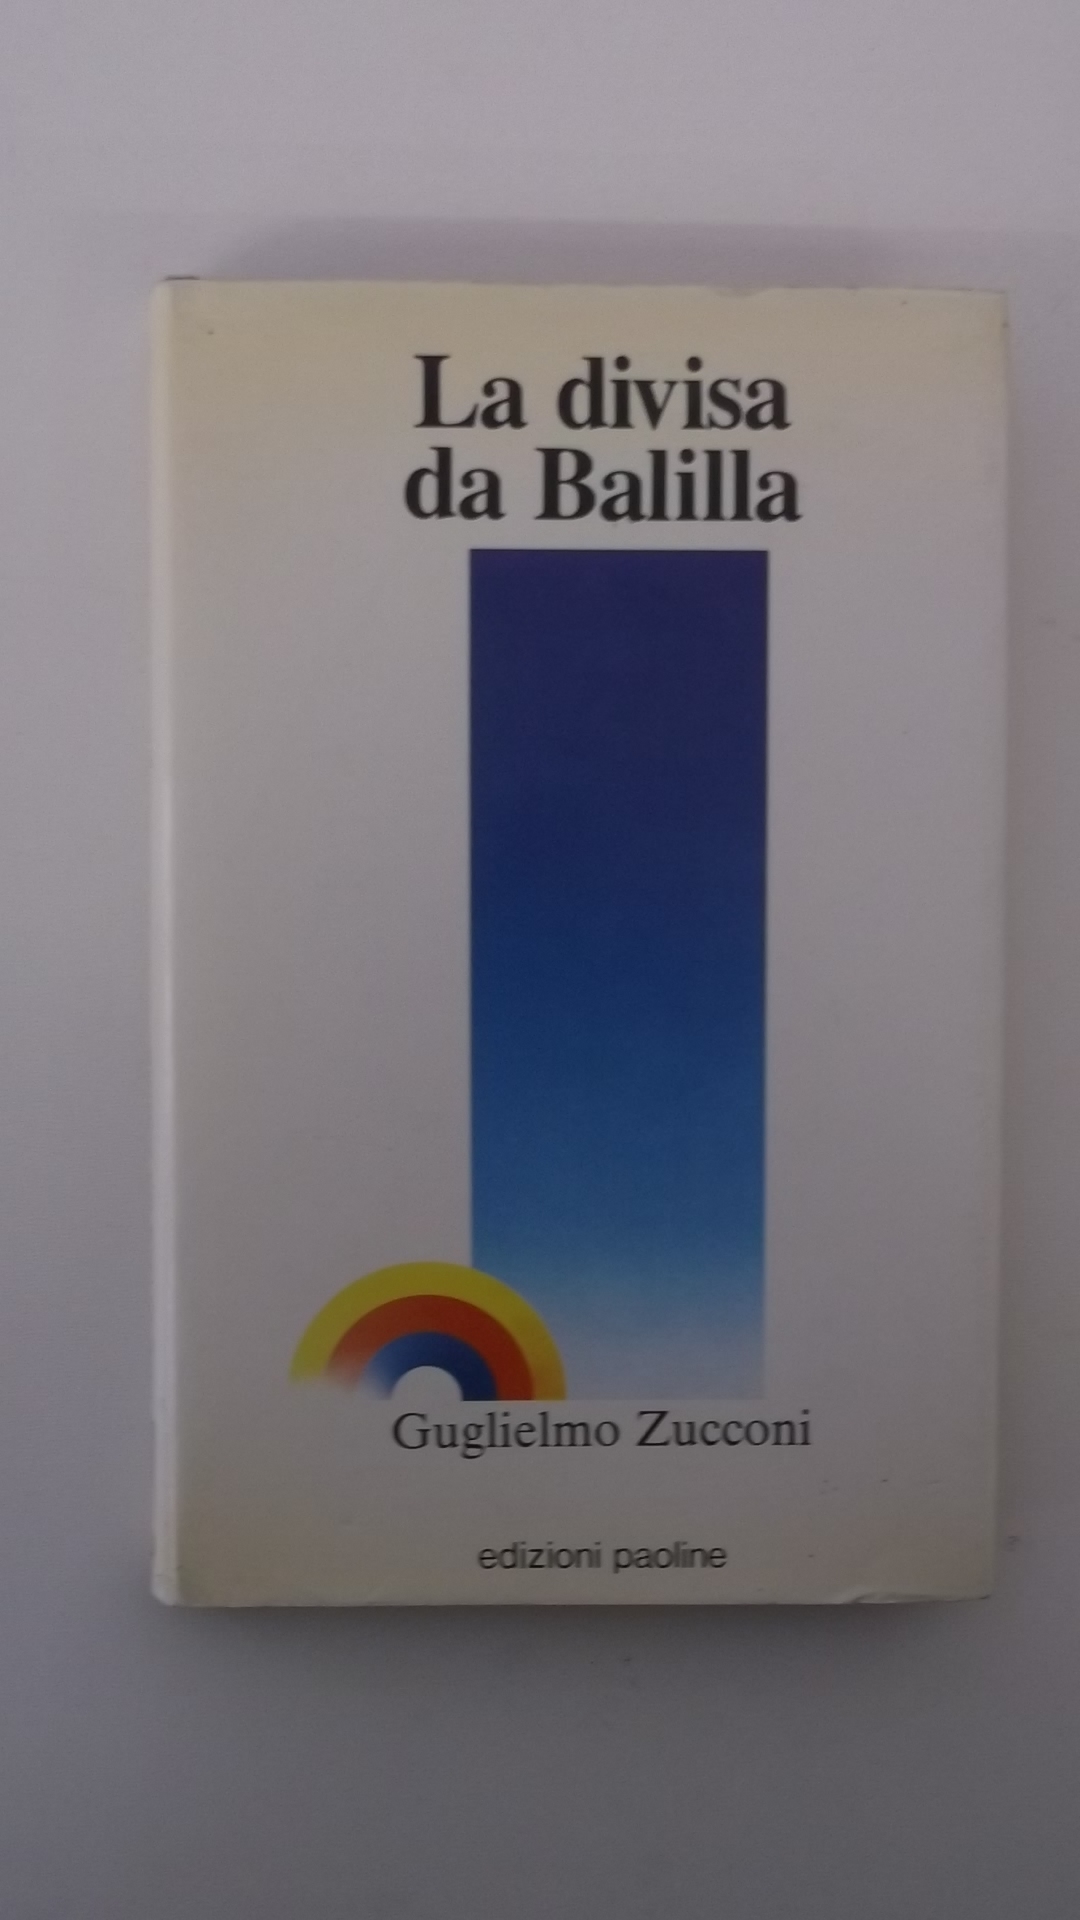 La divisa
da Balilla
Guglielmo Zucconi
edizioni paoline